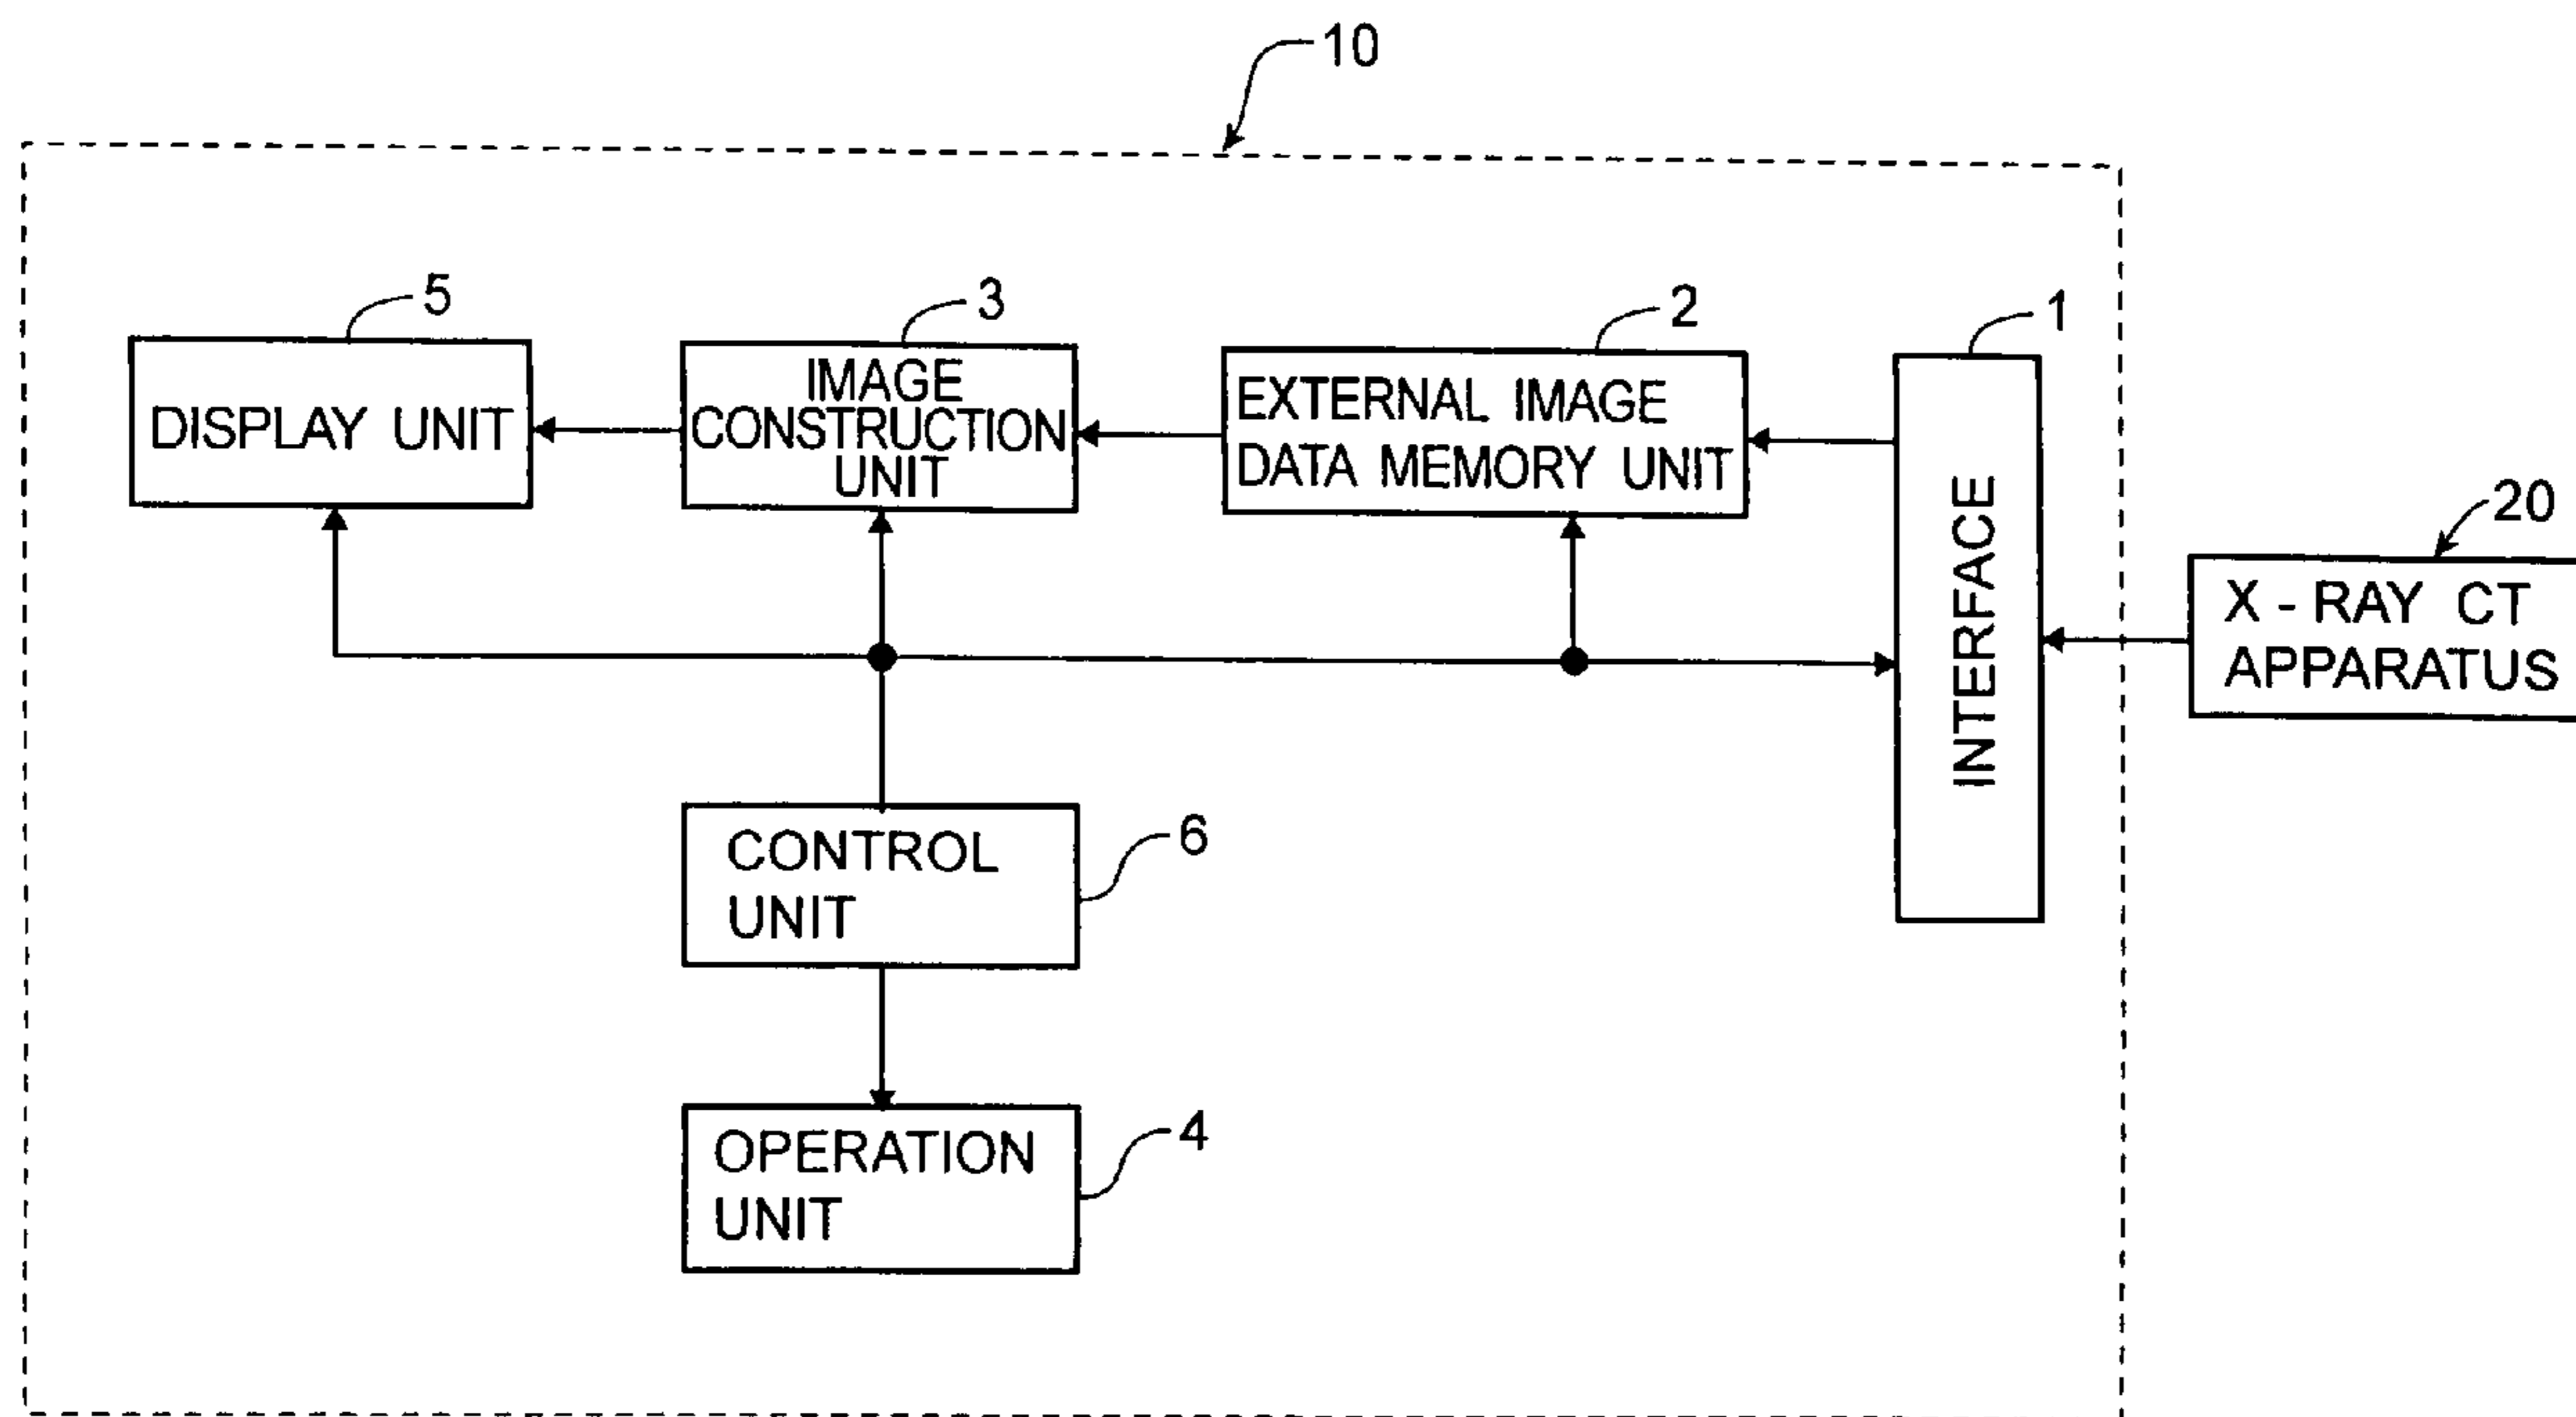 10
5
3
2
1
DISPLAY UNIT
IMAGE
CONSTRUCTION
UNIT
EXTERNAL IMAGE
DATA MEMORY UNIT
INTERFACE
20
X - RAY CT
APPARATUS
CONTROL
UNIT
6
OPERATION
UNIT
4